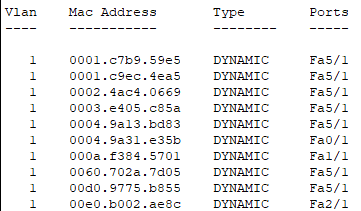 Vlan    Mac Address       Type        Ports
----    -----------       --------    -----
   1    0001.c7b9.59e5    DYNAMIC     Fa5/1
   1    0001.c9ec.4ea5    DYNAMIC     Fa5/1
   1    0002.4ac4.0669    DYNAMIC     Fa5/1
   1    0003.e405.c85a    DYNAMIC     Fa5/1
   1    0004.9a13.bd83    DYNAMIC     Fa5/1
   1    0004.9a31.e35b    DYNAMIC     Fa0/1
   1    000a.f384.5701    DYNAMIC     Fa1/1
   1    0060.702a.7d05    DYNAMIC     Fa5/1
   1    00d0.9775.b855    DYNAMIC     Fa5/1
   1    00e0.b002.ae8c    DYNAMIC     Fa2/1